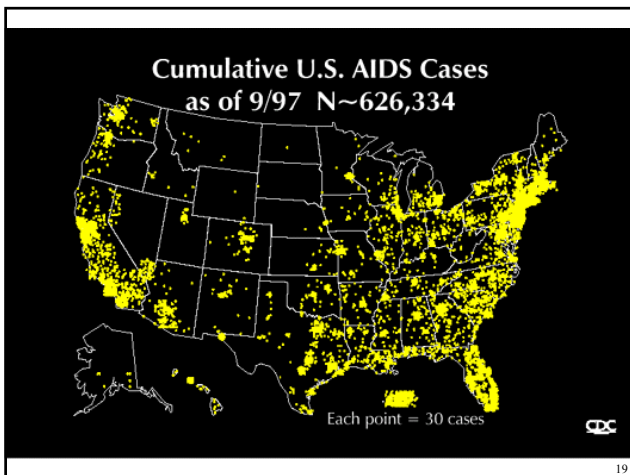 Cumulative U.S. AIDS Cases
as of 9/97 N~626,334
Each point = 30 cases
CDC
19